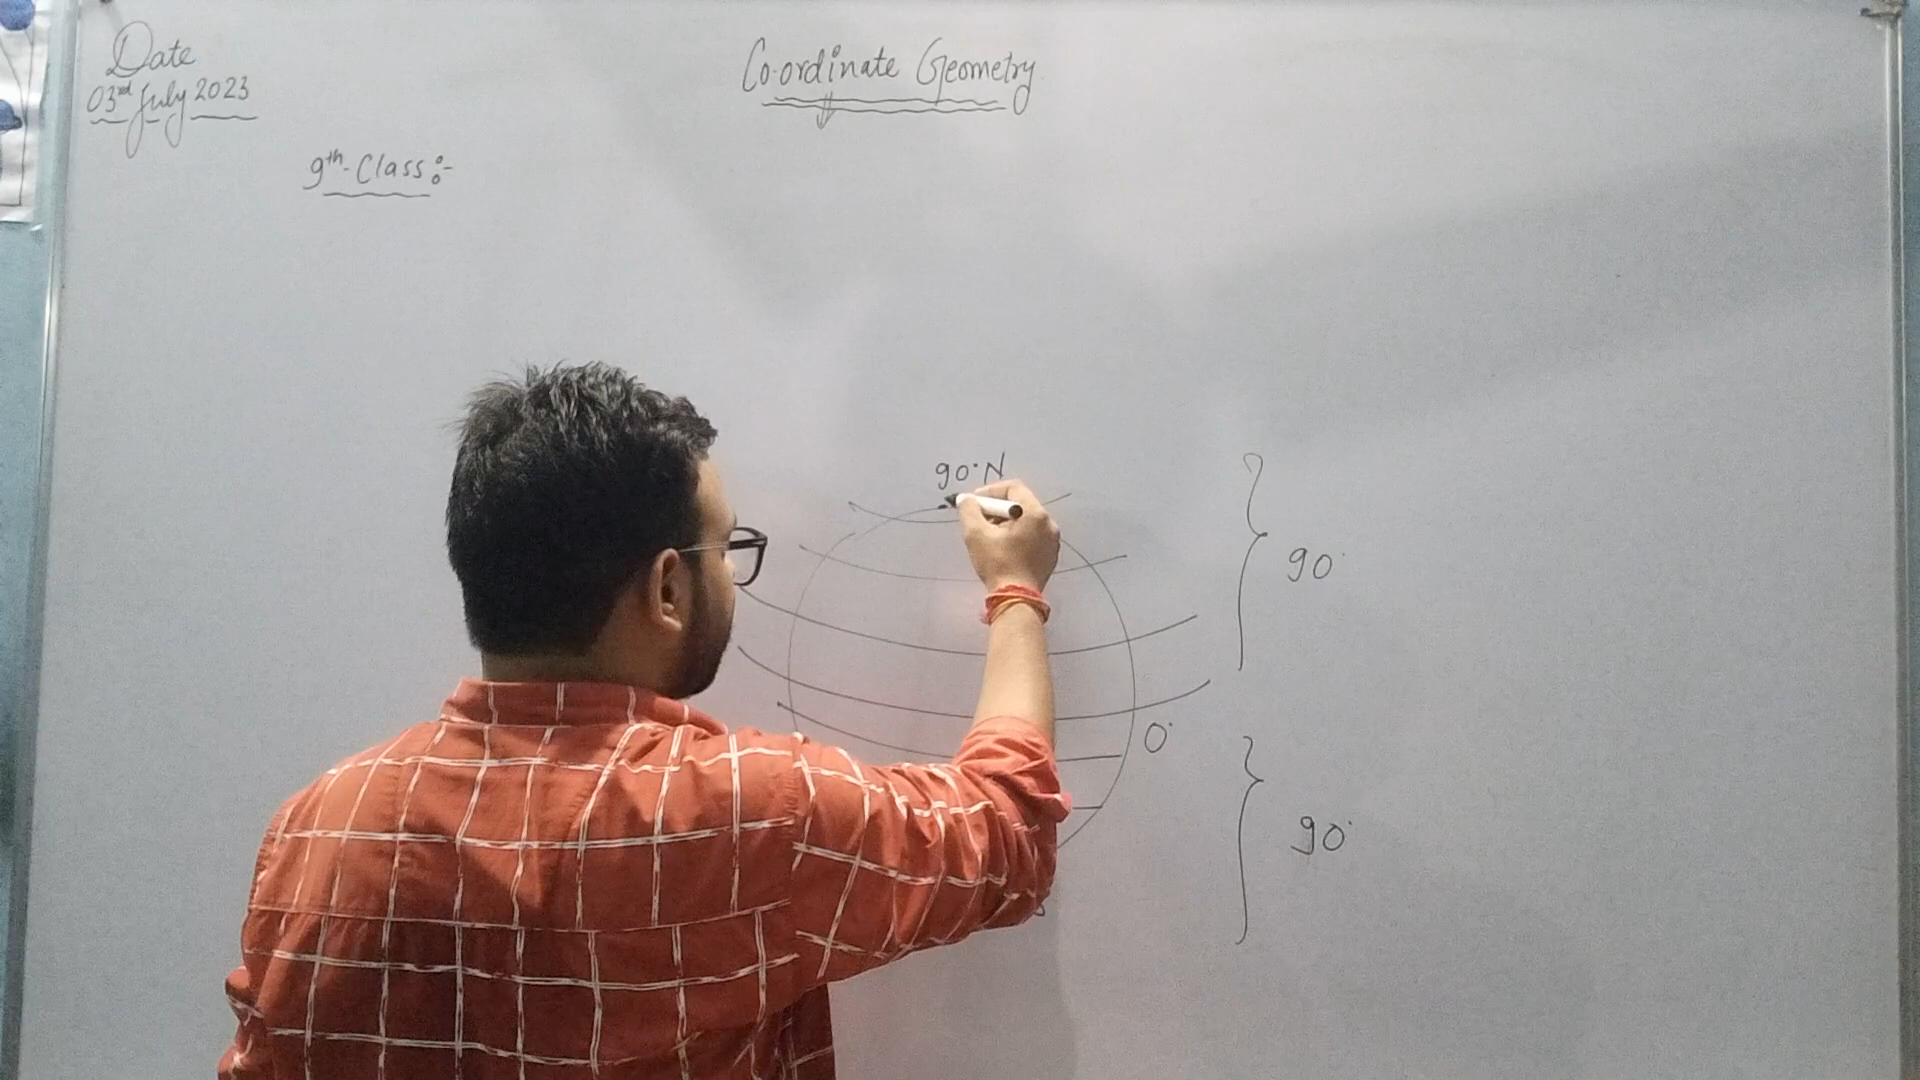 Date
03rd July 2023
Co-ordinate Geometry
9th-Class:-
90°N
90°
0°
90°